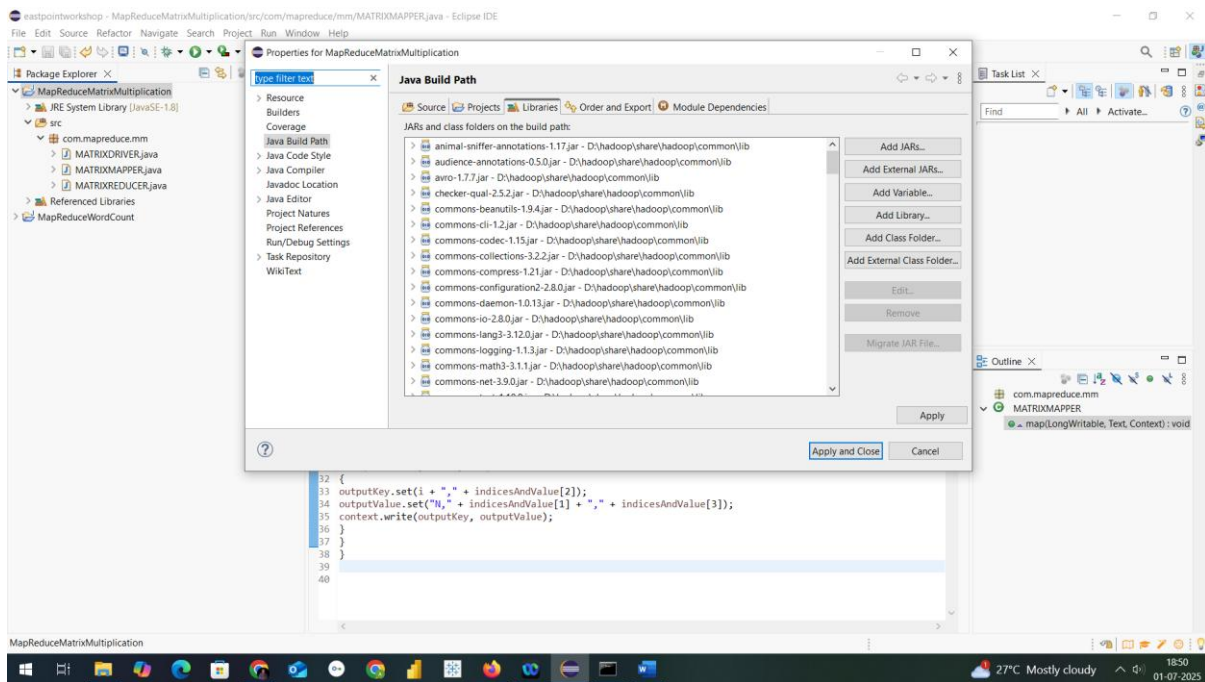 eastpointworkshop - MapReduceMatrixMultiplication/src/com/mapreduce/mm/MATRIXMAPPER.java - Eclipse IDE
File Edit Source Refactor Navigate Search Project Run Window Help
Package Explorer
MapReduceMatrixMultiplication
JRE System Library [JavaSE-1.8]
src
com.mapreduce.mm
MATRIXDRIVER.java
MATRIXMAPPER.java
MATRIXREDUCER.java
Referenced Libraries
MapReduceWordCount
Properties for MapReduceMatrixMultiplication
type filter text
Resource
Builders
Coverage
Java Build Path
Java Code Style
Java Compiler
Javadoc Location
Java Editor
Project Natures
Project References
Run/Debug Settings
Task Repository
WikiText
Java Build Path
Source Projects Libraries Order and Export Module Dependencies
JARs and class folders on the build path:
animal-sniffer-annotations-1.17.jar - D:\hadoop\share\hadoop\common\lib
audience-annotations-0.5.0.jar - D:\hadoop\share\hadoop\common\lib
avro-1.7.7.jar - D:\hadoop\share\hadoop\common\lib
checker-qual-2.5.2.jar - D:\hadoop\share\hadoop\common\lib
commons-beanutils-1.9.4.jar - D:\hadoop\share\hadoop\common\lib
commons-cli-1.2.jar - D:\hadoop\share\hadoop\common\lib
commons-codec-1.15.jar - D:\hadoop\share\hadoop\common\lib
commons-collections-3.2.2.jar - D:\hadoop\share\hadoop\common\lib
commons-compress-1.21.jar - D:\hadoop\share\hadoop\common\lib
commons-configuration2-2.8.0.jar - D:\hadoop\share\hadoop\common\lib
commons-daemon-1.0.13.jar - D:\hadoop\share\hadoop\common\lib
commons-io-2.8.0.jar - D:\hadoop\share\hadoop\common\lib
commons-lang3-3.12.0.jar - D:\hadoop\share\hadoop\common\lib
commons-logging-1.1.3.jar - D:\hadoop\share\hadoop\common\lib
commons-math3-3.1.1.jar - D:\hadoop\share\hadoop\common\lib
commons-net-3.9.0.jar - D:\hadoop\share\hadoop\common\lib
Add JARs...
Add External JARs...
Add Variable...
Add Library...
Add Class Folder...
Add External Class Folder...
Edit...
Remove
Migrate JAR File...
Apply
Apply and Close Cancel
Task List
Find All Activate...
Outline
com.mapreduce.mm
MATRIXMAPPER
map(LongWritable, Text, Context) : void
32 {
33 outputKey.set(i + "," + indicesAndValue[2]);
34 outputValue.set("N," + indicesAndValue[1] + "," + indicesAndValue[3]);
35 context.write(outputKey, outputValue);
36 }
37 }
38 }
39
40
MapReduceMatrixMultiplication
27°C Mostly cloudy
18:50
01-07-2025